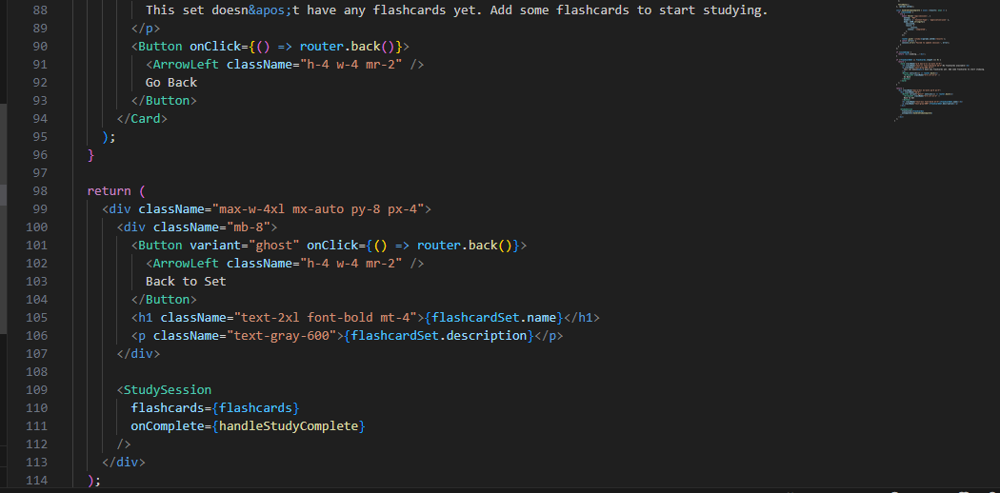 88 This set doesn&apos;t have any flashcards yet. Add some flashcards to start studying.
89 </p>
90 <Button onClick={() => router.back()}>
91 <ArrowLeft className="h-4 w-4 mr-2" />
92 Go Back
93 </Button>
94 </Card>
95 );
96 }
97
98 return (
99 <div className="max-w-4xl mx-auto py-8 px-4">
100 <div className="mb-8">
101 <Button variant="ghost" onClick={() => router.back()}>
102 <ArrowLeft className="h-4 w-4 mr-2" />
103 Back to Set
104 </Button>
105 <h1 className="text-2xl font-bold mt-4">{flashcardSet.name}</h1>
106 <p className="text-gray-600">{flashcardSet.description}</p>
107 </div>
108
109 <StudySession
110 flashcards={flashcards}
111 onComplete={handleStudyComplete}
112 />
113 </div>
114 );